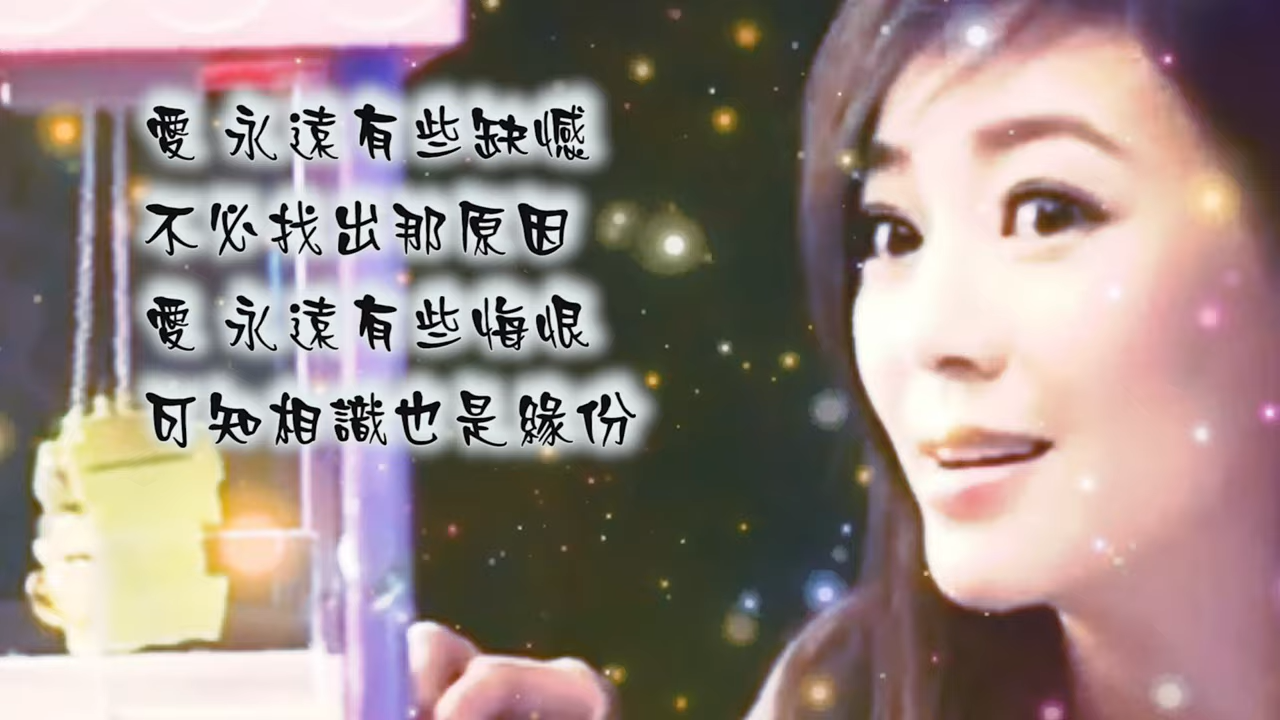 愛 永遠有些缺憾
不必找出那原因
愛 永遠有些悔恨
可知相識也是緣份